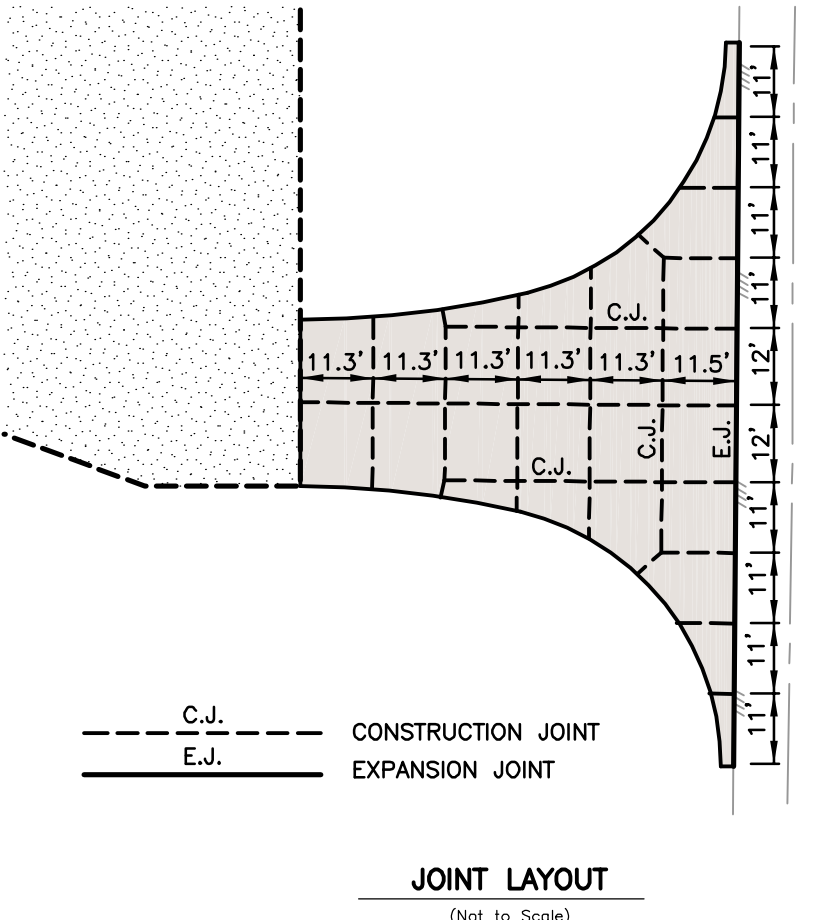 11'
11'
11'
11'
C.J.
11.3' 11.3' 11.3' 11.3' 11.3' 11.5'
12'
C.J.
E.J.
12'
C.J.
11'
11'
11'
11'
C.J.
CONSTRUCTION JOINT
E.J.
EXPANSION JOINT
JOINT LAYOUT
(Not to Scale)